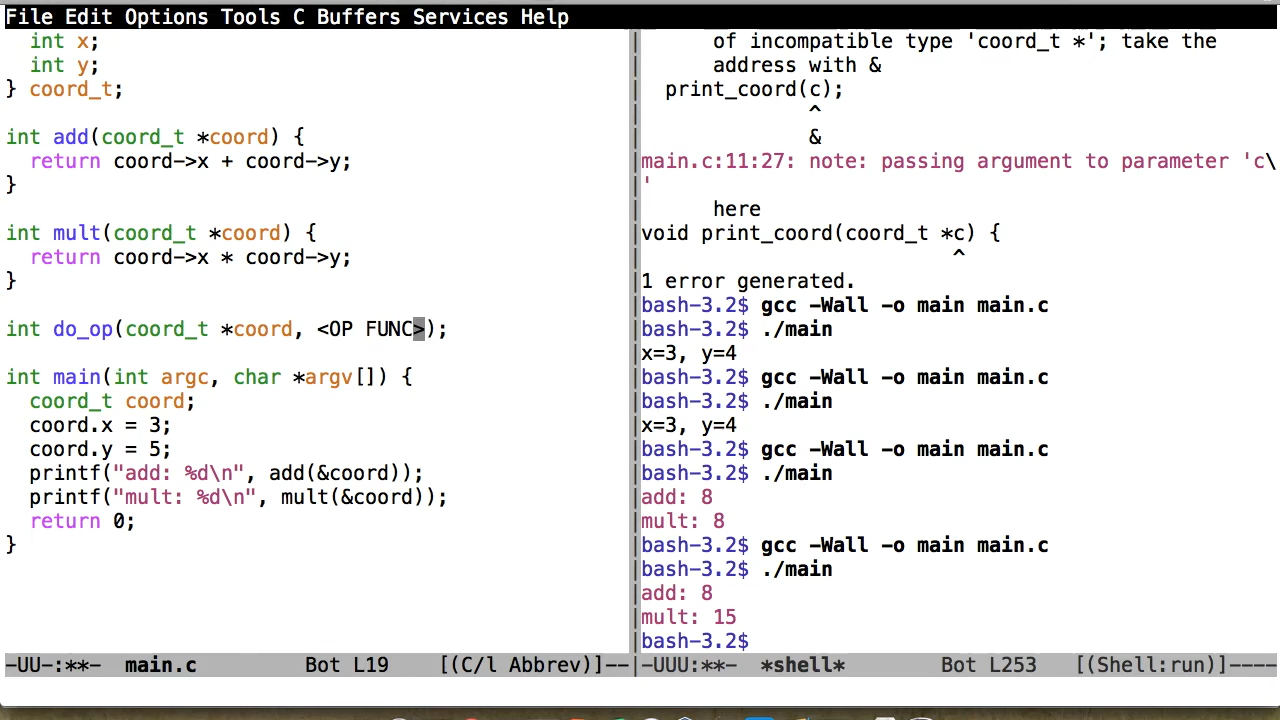 File Edit Options Tools C Buffers Services Help
  int x;
  int y;
} coord_t;

int add(coord_t *coord) {
  return coord->x + coord->y;
}

int mult(coord_t *coord) {
  return coord->x * coord->y;
}

int do_op(coord_t *coord, <OP FUNC>);

int main(int argc, char *argv[]) {
  coord_t coord;
  coord.x = 3;
  coord.y = 5;
  printf("add: %d\n", add(&coord));
  printf("mult: %d\n", mult(&coord));
  return 0;
}
-UU-:**-  main.c         Bot L19    [(C/l Abbrev)]--
      of incompatible type 'coord_t *'; take the
      address with &
  print_coord(c);
              ^
              &
main.c:11:27: note: passing argument to parameter 'c\
'
      here
void print_coord(coord_t *c) {
                          ^
1 error generated.
bash-3.2$ gcc -Wall -o main main.c
bash-3.2$ ./main
x=3, y=4
bash-3.2$ gcc -Wall -o main main.c
bash-3.2$ ./main
x=3, y=4
bash-3.2$ gcc -Wall -o main main.c
bash-3.2$ ./main
add: 8
mult: 8
bash-3.2$ gcc -Wall -o main main.c
bash-3.2$ ./main
add: 8
mult: 15
bash-3.2$
-UUU:**-  *shell*        Bot L253   [(Shell:run)]----